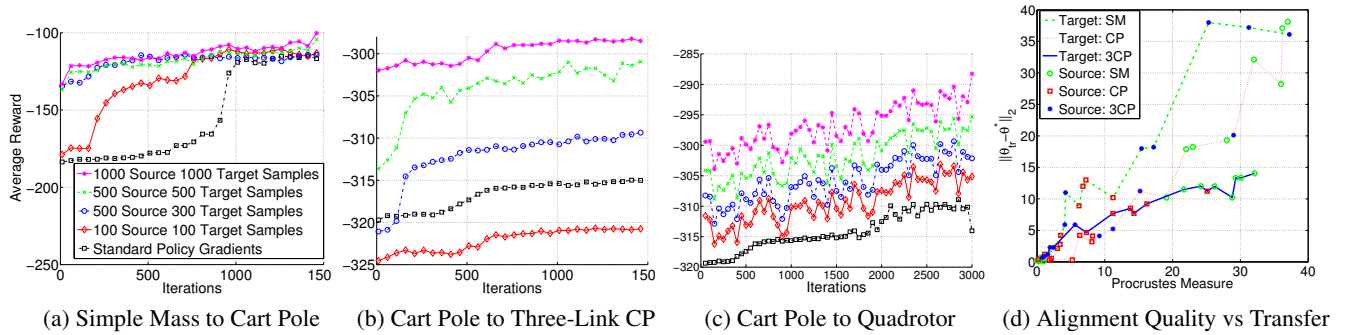 −100
−150
−200
−250
Average Reward
0
500
1000
1500
Iterations
1000 Source 1000 Target Samples
500 Source 500 Target Samples
500 Source 300 Target Samples
100 Source 100 Target Samples
Standard Policy Gradients
(a) Simple Mass to Cart Pole
−300
−305
−310
−315
−320
−325
0
500
1000
1500
Iterations
(b) Cart Pole to Three-Link CP
−285
−290
−295
−300
−305
−310
−315
−320
0
500
1000
1500
2000
2500
3000
Iterations
(c) Cart Pole to Quadrotor
40
35
30
25
20
15
10
5
0
||θtr−θ*||2
0
10
20
30
40
Procrustes Measure
Target: SM
Target: CP
Target: 3CP
Source: SM
Source: CP
Source: 3CP
(d) Alignment Quality vs Transfer